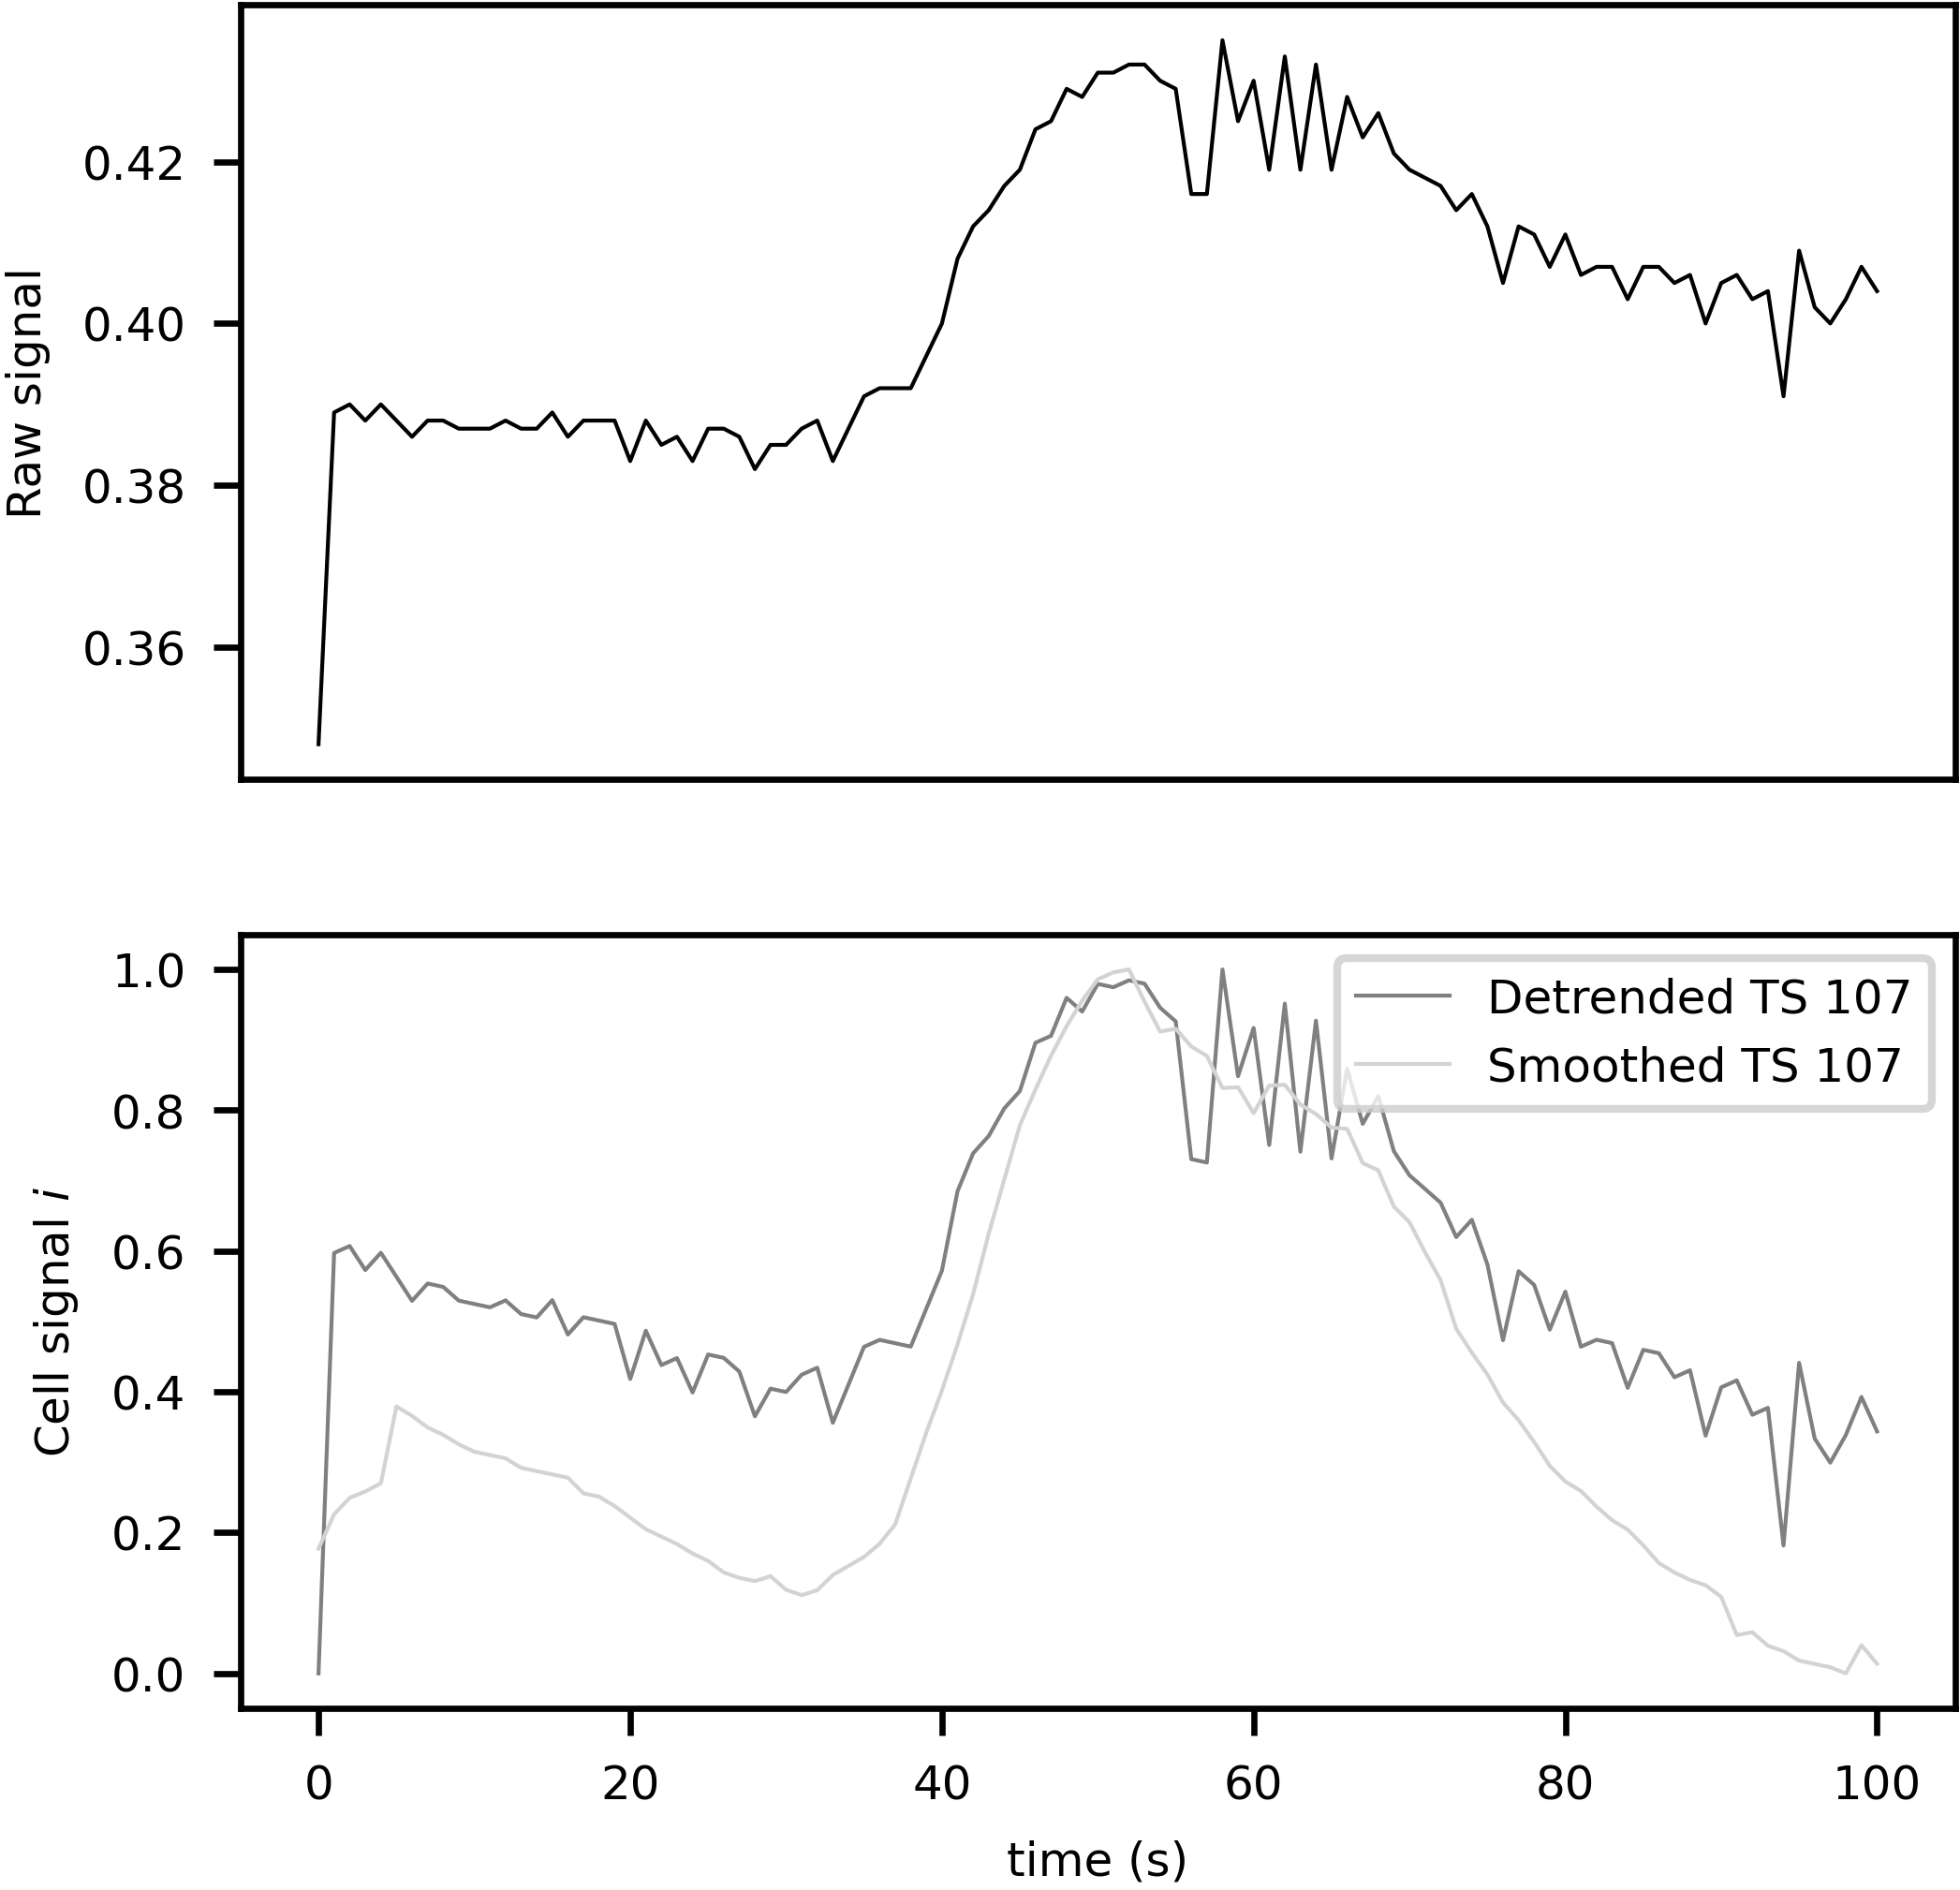 Raw signal
0.42
0.40
0.38
0.36
Cell signal i
1.0
0.8
0.6
0.4
0.2
0.0
Detrended TS 107
Smoothed TS 107
0 20 40 60 80 100
time (s)